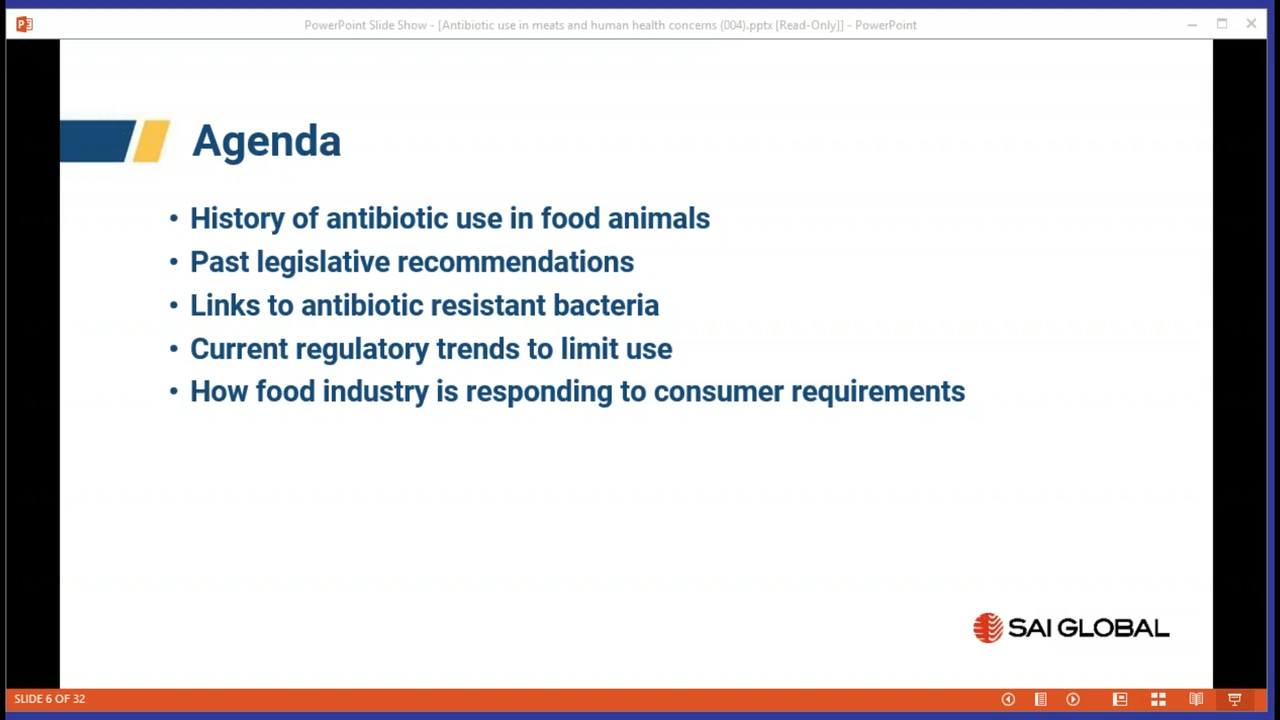 PowerPoint Slide Show - [Antibiotic use in meats and human health concerns (004).pptx [Read-Only]] - PowerPoint
Agenda
• History of antibiotic use in food animals
• Past legislative recommendations
• Links to antibiotic resistant bacteria
• Current regulatory trends to limit use
• How food industry is responding to consumer requirements
SAI GLOBAL
SLIDE 6 OF 32